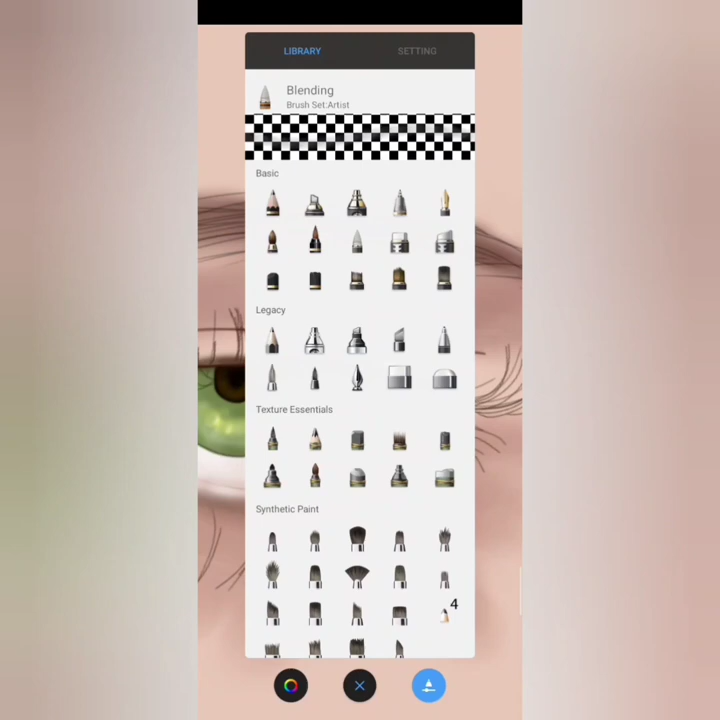 LIBRARY
SETTING
Blending
Brush Set:Artist
Basic
Legacy
Texture Essentials
Synthetic Paint
4